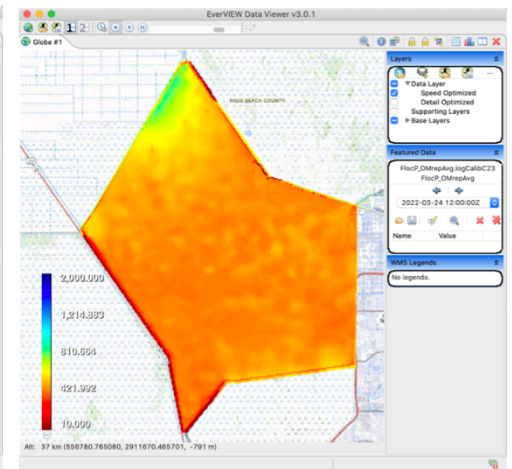 EverVIEW Data Viewer v3.0.1
Globe #1
PALM BEACH COUNTY
2,000.000
1,214.883
810.664
421.992
10.000
Alt: 37 km (556780.765080, 2911670.465701, -791 m)
Layers
Data Layer
Speed Optimized
Detail Optimized
Supporting Layers
Base Layers
Featured Data
FlocP_OMrepAvg.logCalibC23
FlocP_OMrepAvg
2022-03-24 12:00:00Z
Name Value
WMS Legends
No legends.